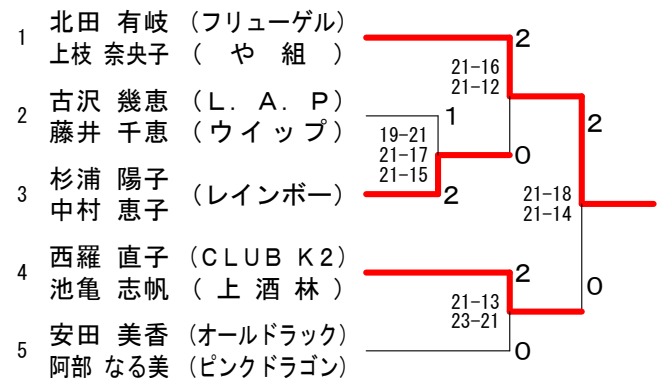 1 北田 有岐 (フリューゲル)
上枝 奈央子 ( や 組 )
2 古沢 幾恵 (L. A. P)
藤井 千恵 (ウイップ)
3 杉浦 陽子
中村 恵子 (レインボー)
4 西羅 直子 (CLUB K2)
池亀 志帆 ( 上 酒 林 )
5 安田 美香 (オールドラック)
阿部 なる美 (ピンクドラゴン)
1
19-21
21-17
21-15
2
2
21-16
21-12
0
2
21-13
23-21
0
2
21-18
21-14
0